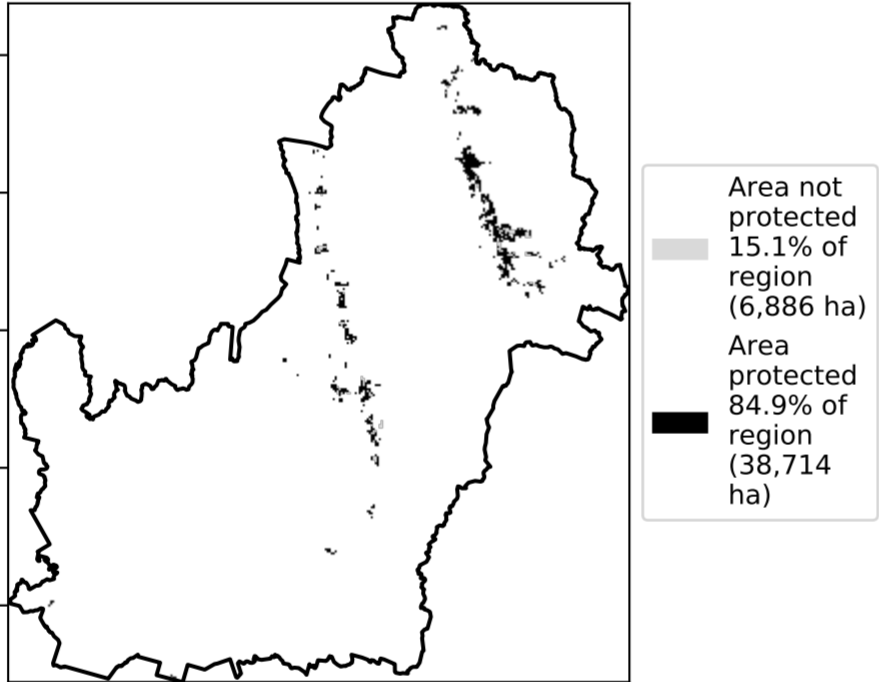 Area not
protected
15.1% of
region
(6,886 ha)
Area
protected
84.9% of
region
(38,714
ha)